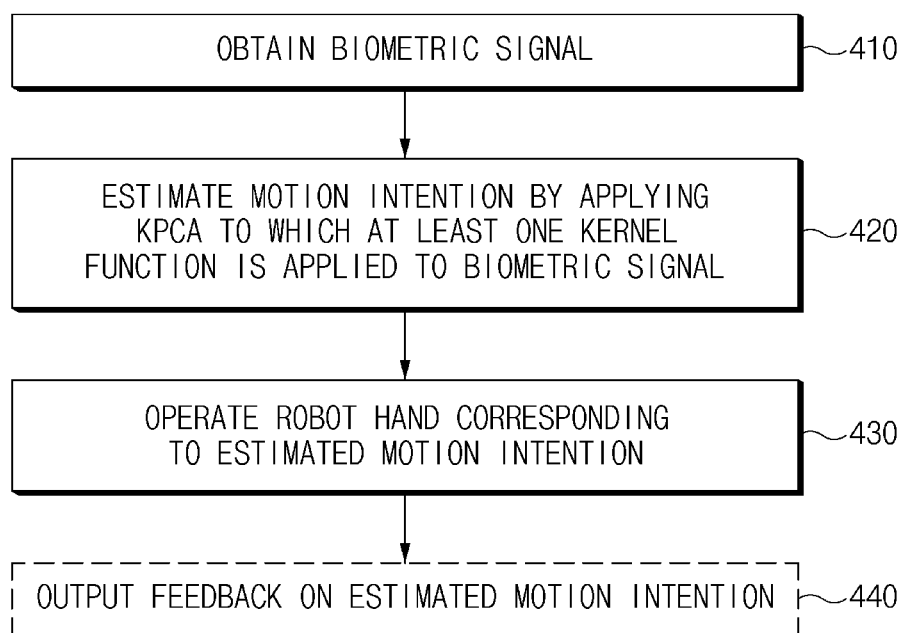 OBTAIN BIOMETRIC SIGNAL
410
ESTIMATE MOTION INTENTION BY APPLYING
KPCA TO WHICH AT LEAST ONE KERNEL
FUNCTION IS APPLIED TO BIOMETRIC SIGNAL
420
OPERATE ROBOT HAND CORRESPONDING
TO ESTIMATED MOTION INTENTION
430
OUTPUT FEEDBACK ON ESTIMATED MOTION INTENTION
440